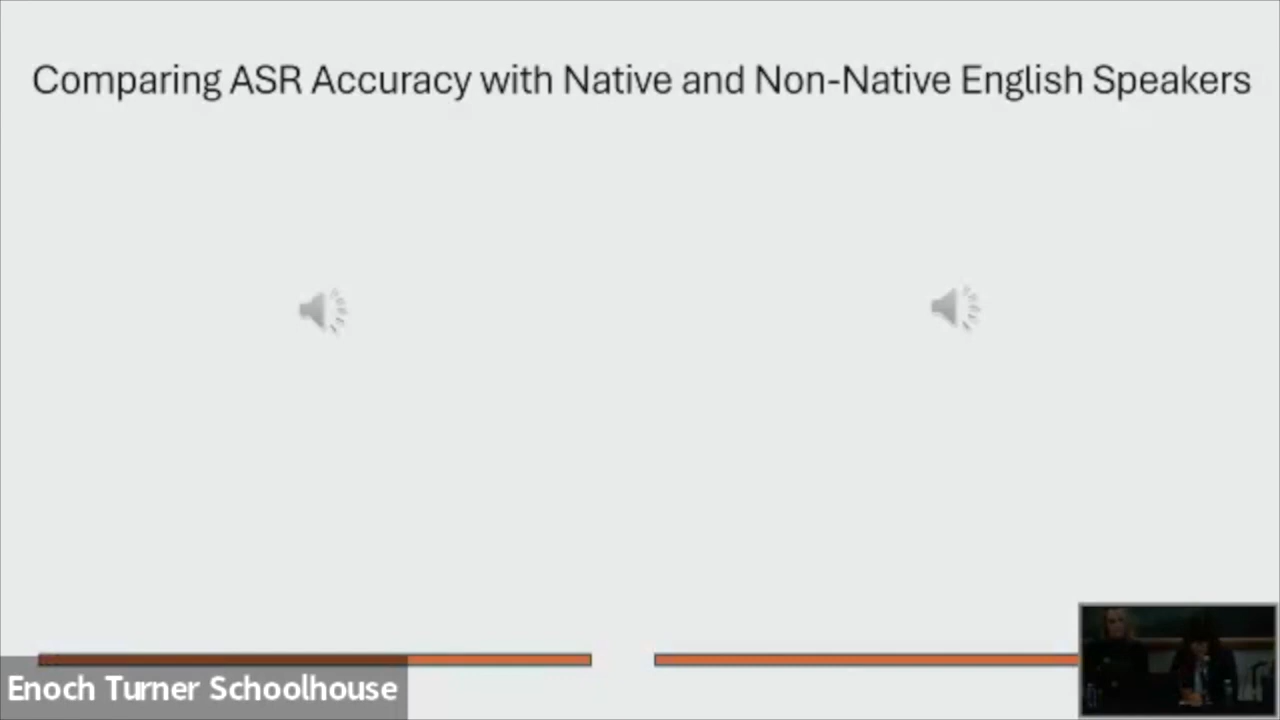 Comparing ASR Accuracy with Native and Non-Native English Speakers
Enoch Turner Schoolhouse